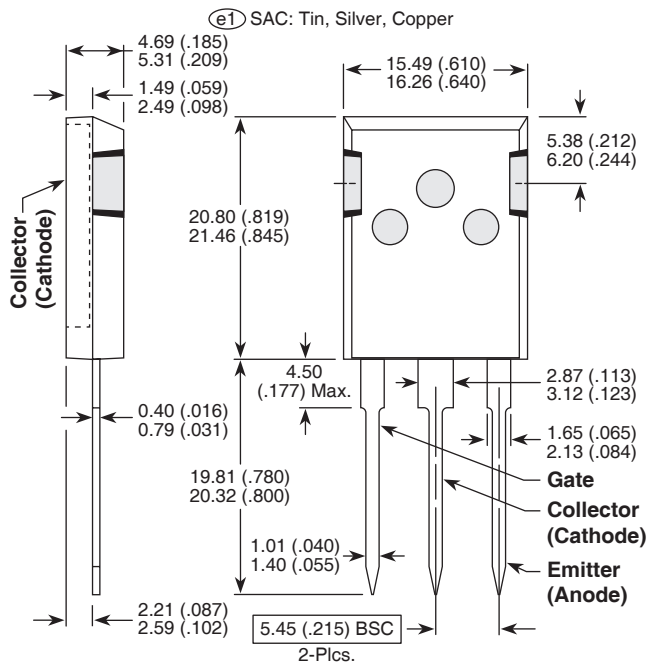 e1 SAC: Tin, Silver, Copper
4.69 (.185)
5.31 (.209)
1.49 (.059)
2.49 (.098)
15.49 (.610)
16.26 (.640)
5.38 (.212)
6.20 (.244)
Collector
(Cathode)
20.80 (.819)
21.46 (.845)
4.50
(.177) Max.
2.87 (.113)
3.12 (.123)
0.40 (.016)
0.79 (.031)
1.65 (.065)
2.13 (.084)
19.81 (.780)
20.32 (.800)
Gate
Collector
(Cathode)
1.01 (.040)
1.40 (.055)
Emitter
(Anode)
2.21 (.087)
2.59 (.102)
5.45 (.215) BSC
2-Plcs.